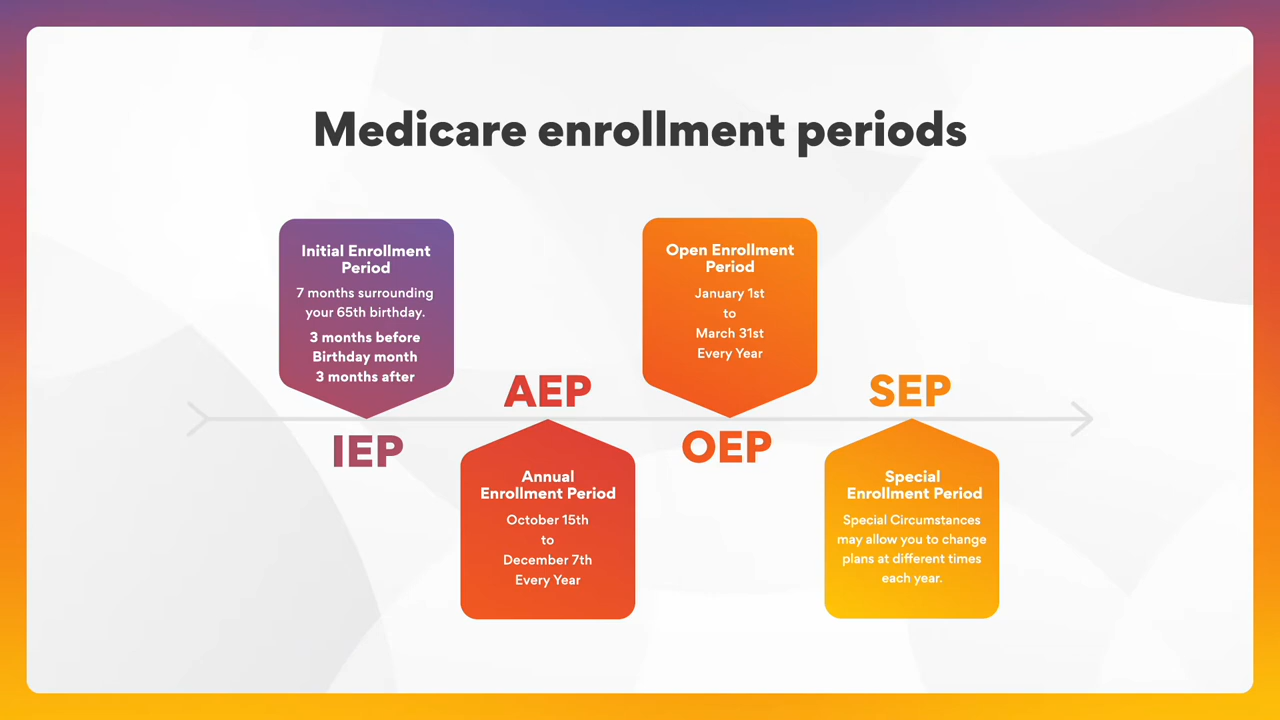 Medicare enrollment periods
Initial Enrollment
Period
7 months surrounding
your 65th birthday.
3 months before
Birthday month
3 months after
IEP
AEP
Annual
Enrollment Period
October 15th
to
December 7th
Every Year
Open Enrollment
Period
January 1st
to
March 31st
Every Year
OEP
SEP
Special
Enrollment Period
Special Circumstances
may allow you to change
plans at different times
each year.